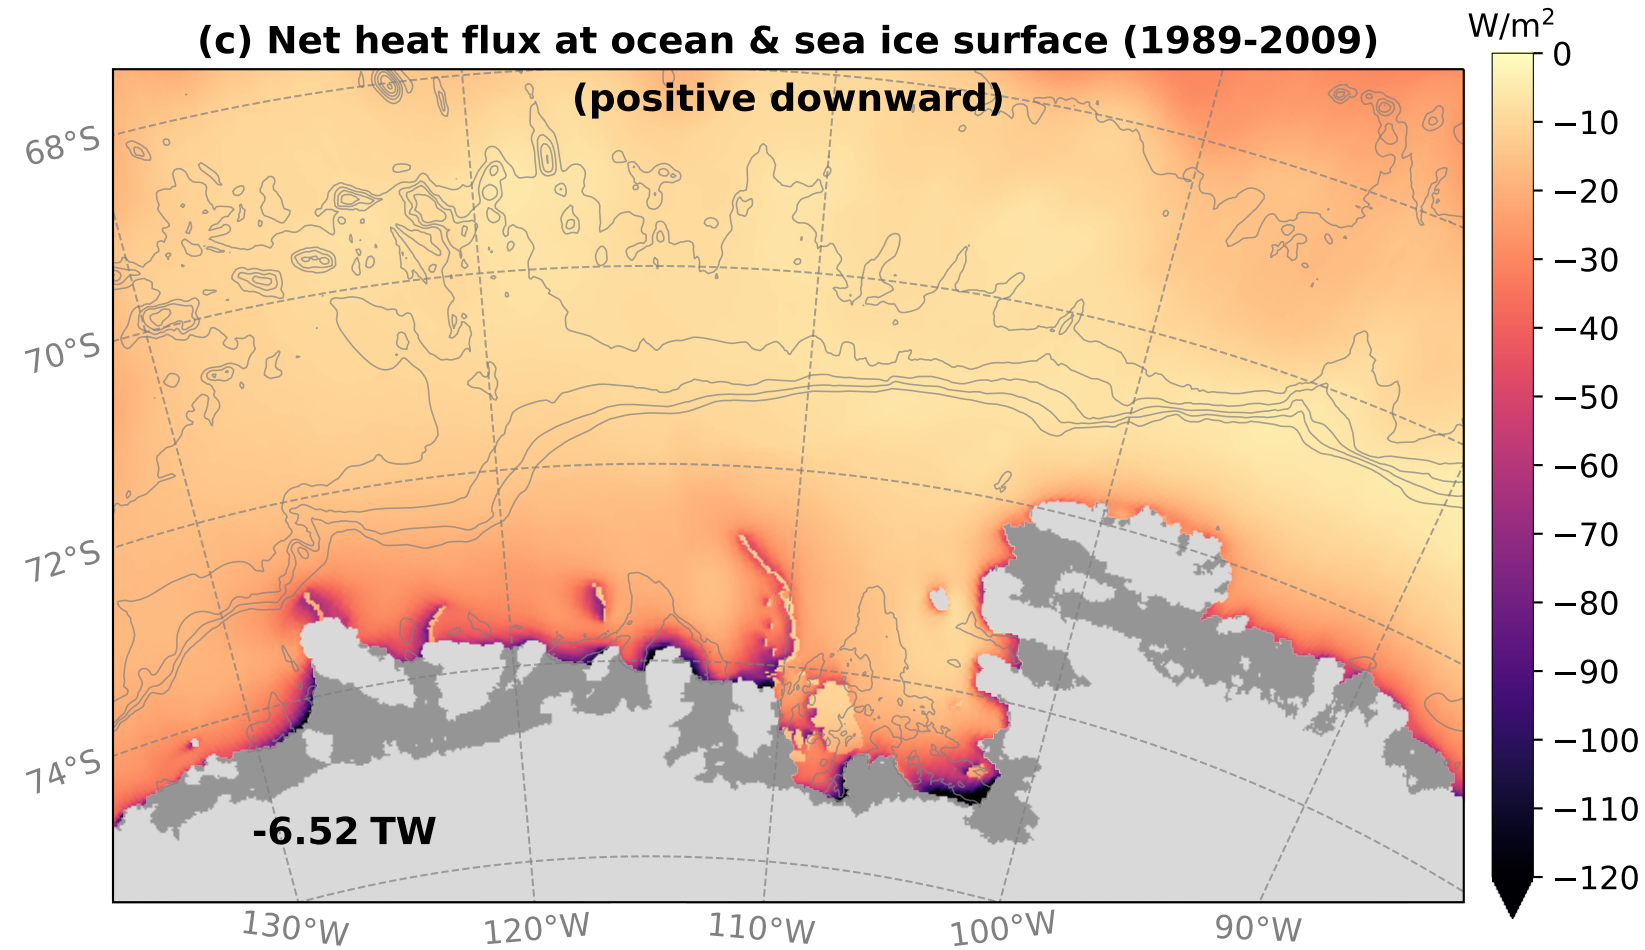 (c) Net heat flux at ocean & sea ice surface (1989-2009)
W/m²
(positive downward)
0
−10
−20
−30
−40
−50
−60
−70
−80
−90
−100
−110
−120
68°S
70°S
72°S
74°S
-6.52 TW
130°W
120°W
110°W
100°W
90°W